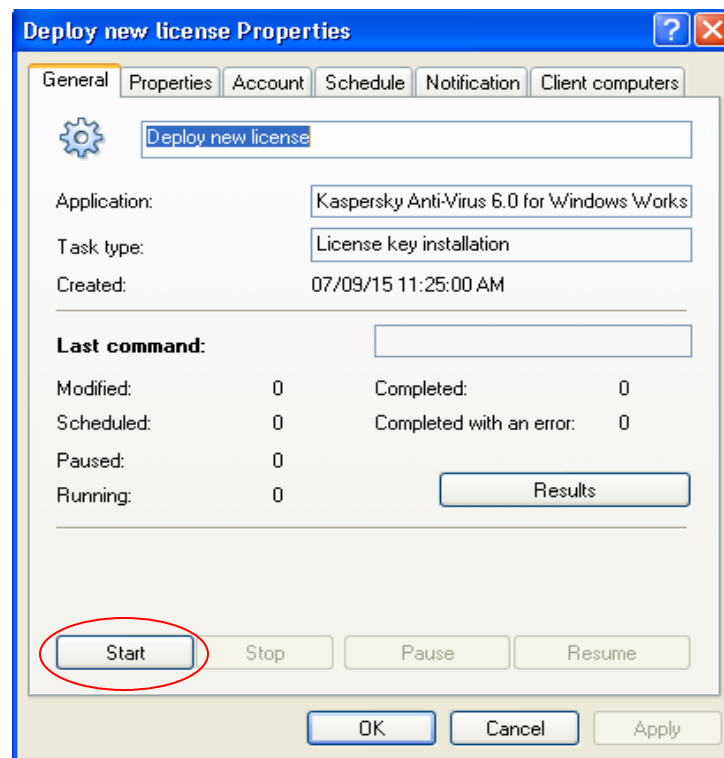 Deploy new license Properties
General Properties Account Schedule Notification Client computers
Deploy new license
Application: Kaspersky Anti-Virus 6.0 for Windows Works
Task type: License key installation
Created: 07/09/15 11:25:00 AM
Last command:
Modified: 0 Completed: 0
Scheduled: 0 Completed with an error: 0
Paused: 0
Running: 0 Results
Start Stop Pause Resume
OK Cancel Apply